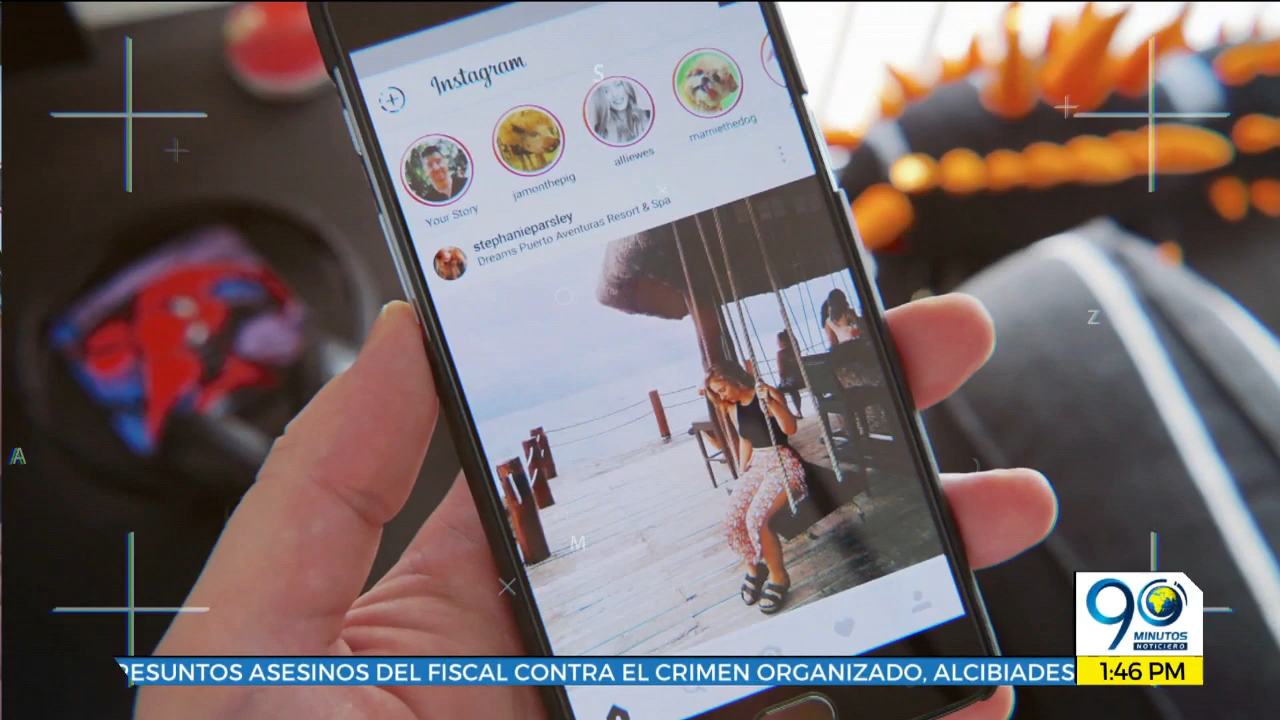 Instagram
Your Story
jamonthepig
alliewes
marniethedog
stephanieparsley
Dreams Puerto Aventuras Resort & Spa
S
Z
A
M
90
MINUTOS
NOTICIERO
RESUNTOS ASESINOS DEL FISCAL CONTRA EL CRIMEN ORGANIZADO, ALCIBIADES
1:46 PM